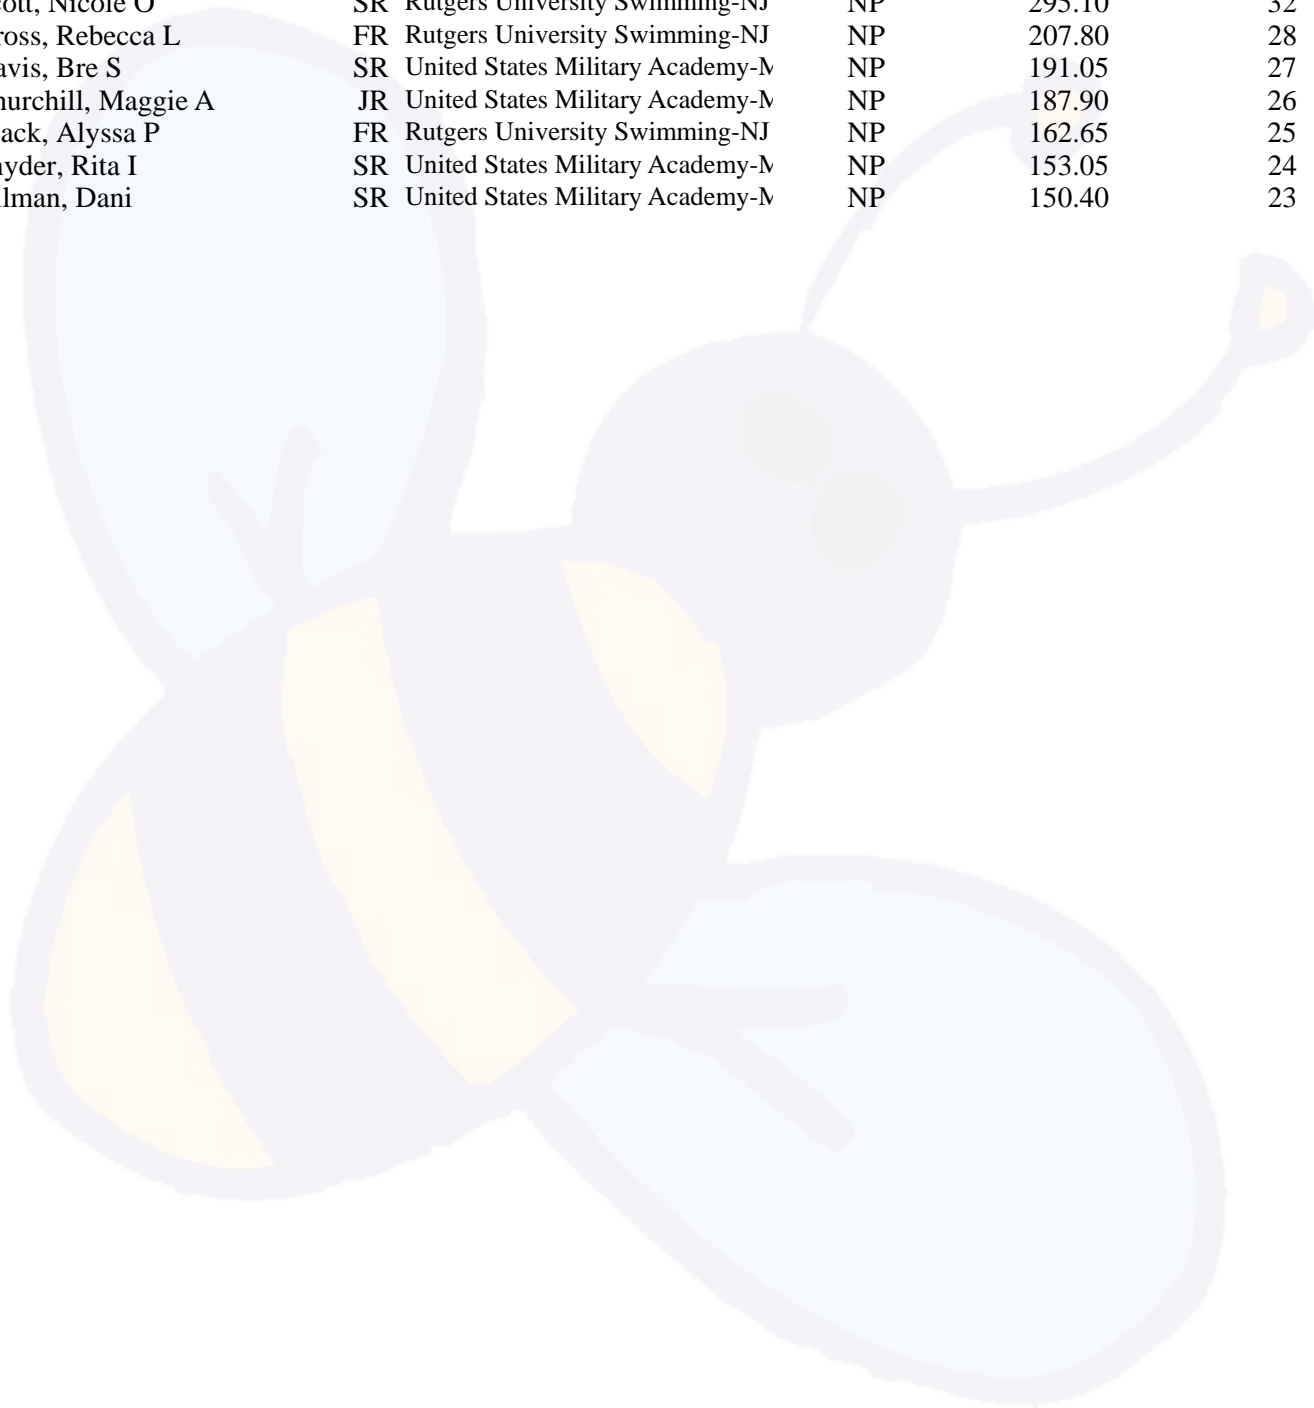 cott, Nicole O SR Rutgers University Swimming-NJ NP 295.10 32
ross, Rebecca L FR Rutgers University Swimming-NJ NP 207.80 28
avis, Bre S SR United States Military Academy-M NP 191.05 27
hurchill, Maggie A JR United States Military Academy-M NP 187.90 26
ack, Alyssa P FR Rutgers University Swimming-NJ NP 162.65 25
nyder, Rita I SR United States Military Academy-M NP 153.05 24
lman, Dani SR United States Military Academy-M NP 150.40 23